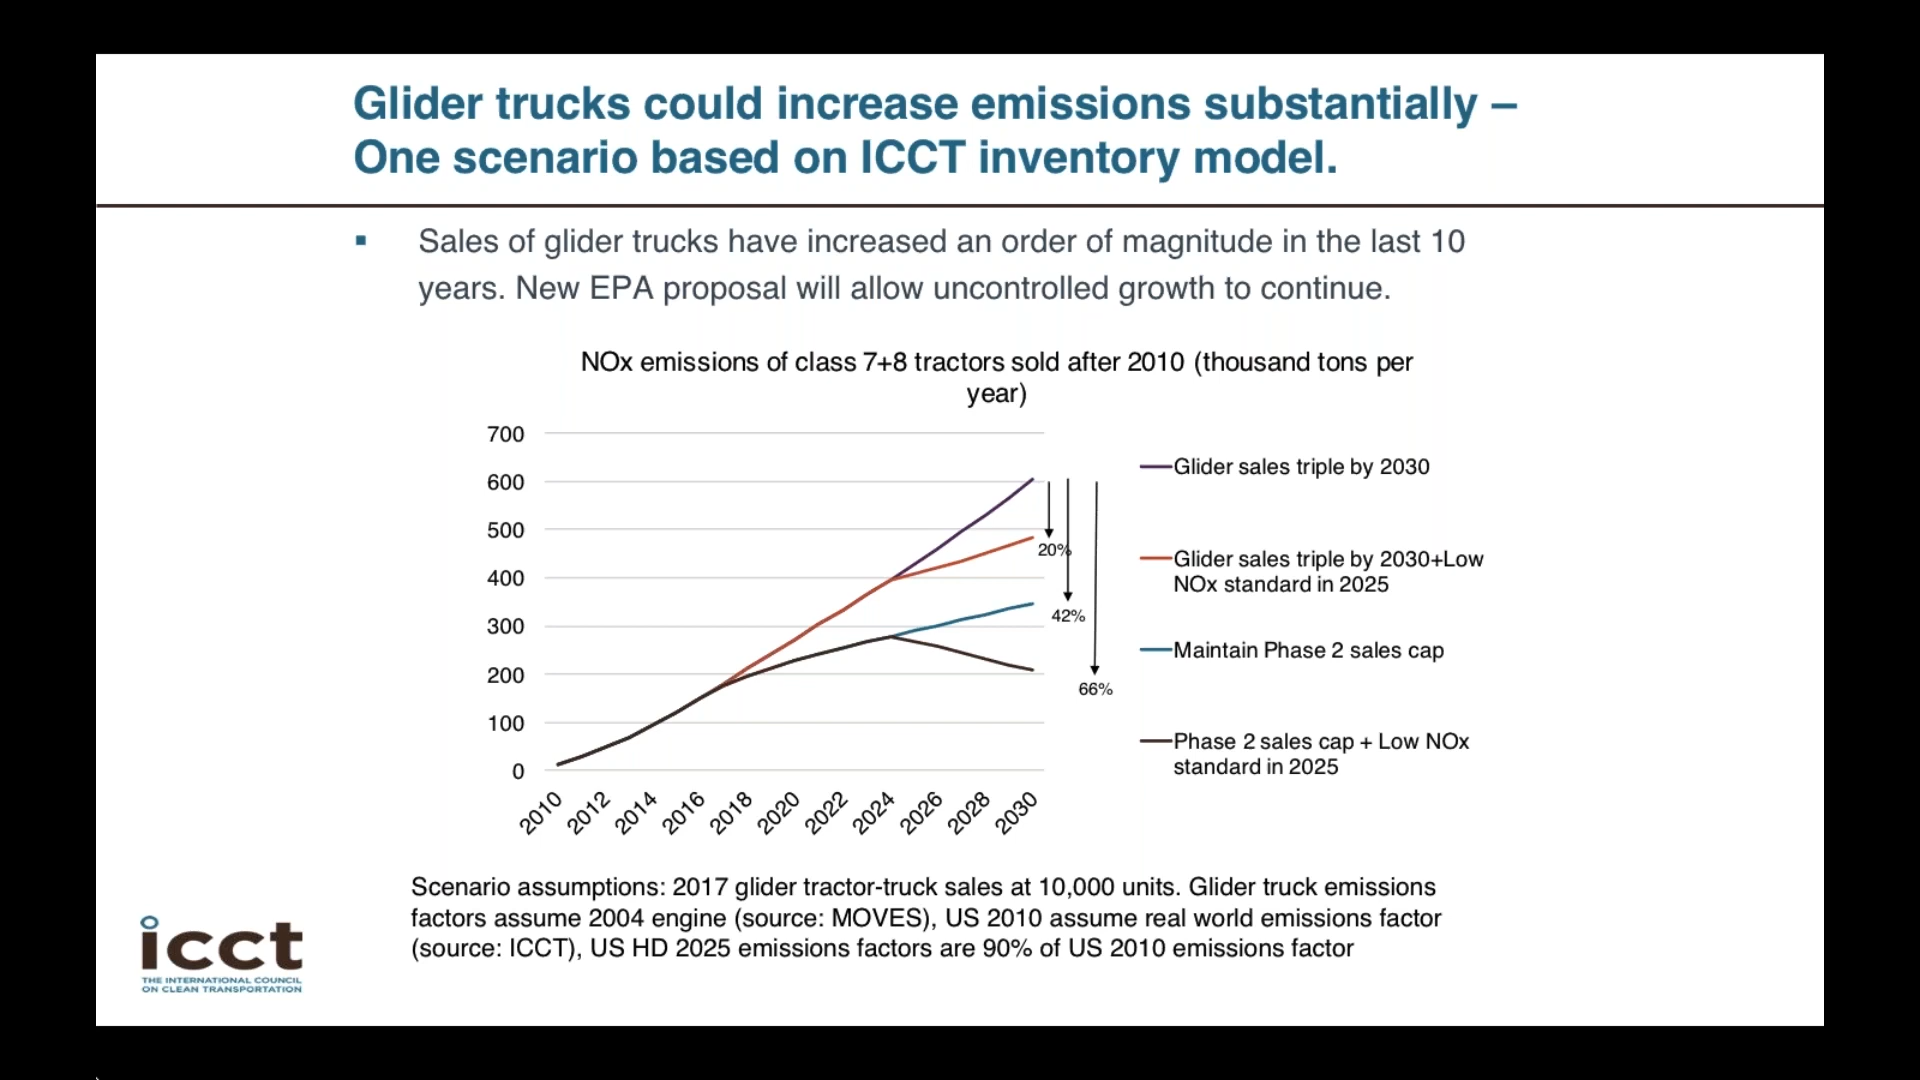 Glider trucks could increase emissions substantially –
One scenario based on ICCT inventory model.
▪ Sales of glider trucks have increased an order of magnitude in the last 10
years. New EPA proposal will allow uncontrolled growth to continue.
NOx emissions of class 7+8 tractors sold after 2010 (thousand tons per
year)
700
600
500
400
300
200
100
0
2010
2012
2014
2016
2018
2020
2022
2024
2026
2028
2030
20%
42%
66%
Glider sales triple by 2030
Glider sales triple by 2030+Low
NOx standard in 2025
Maintain Phase 2 sales cap
Phase 2 sales cap + Low NOx
standard in 2025
Scenario assumptions: 2017 glider tractor-truck sales at 10,000 units. Glider truck emissions
factors assume 2004 engine (source: MOVES), US 2010 assume real world emissions factor
(source: ICCT), US HD 2025 emissions factors are 90% of US 2010 emissions factor
icct
THE INTERNATIONAL COUNCIL
ON CLEAN TRANSPORTATION